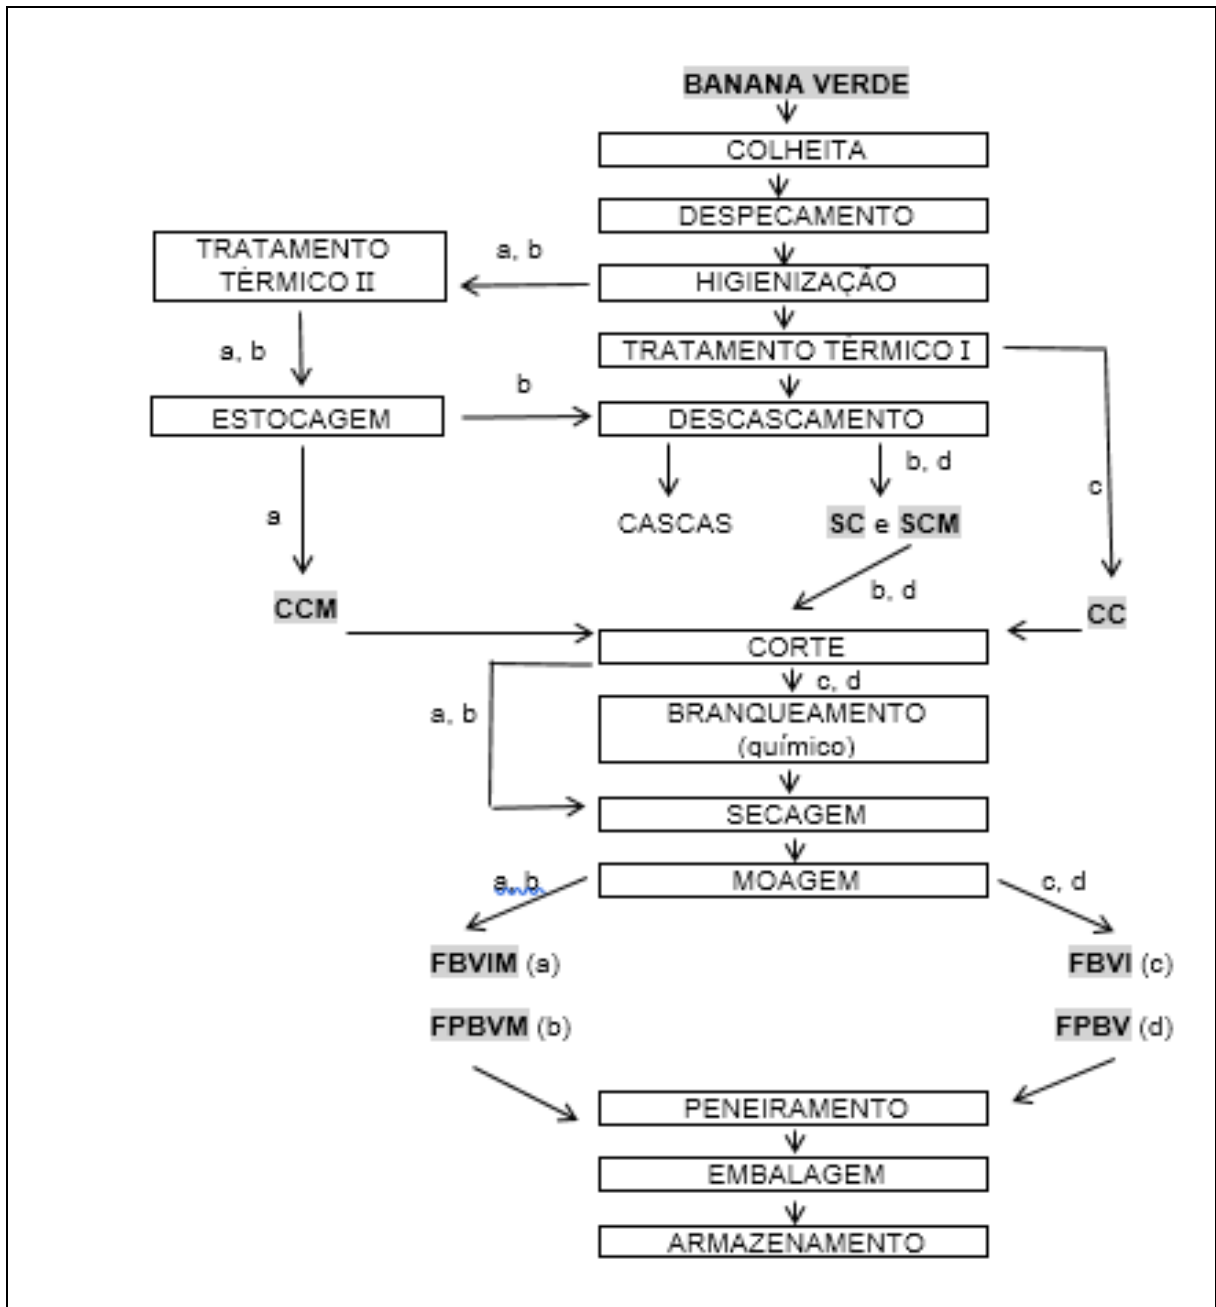 BANANA VERDE
COLHEITA
DESPECAMENTO
TRATAMENTO
TÉRMICO II
a, b
HIGIENIZAÇÃO
a, b
TRATAMENTO TÉRMICO I
ESTOCAGEM
b
DESCASCAMENTO
b, d
c
a
CASCAS
SC e SCM
b, d
CCM
CC
CORTE
c, d
a, b
BRANQUEAMENTO
(químico)
SECAGEM
MOAGEM
a, b
c, d
FBVIM (a)
FBVI (c)
FPBVM (b)
FPBV (d)
PENEIRAMENTO
EMBALAGEM
ARMAZENAMENTO